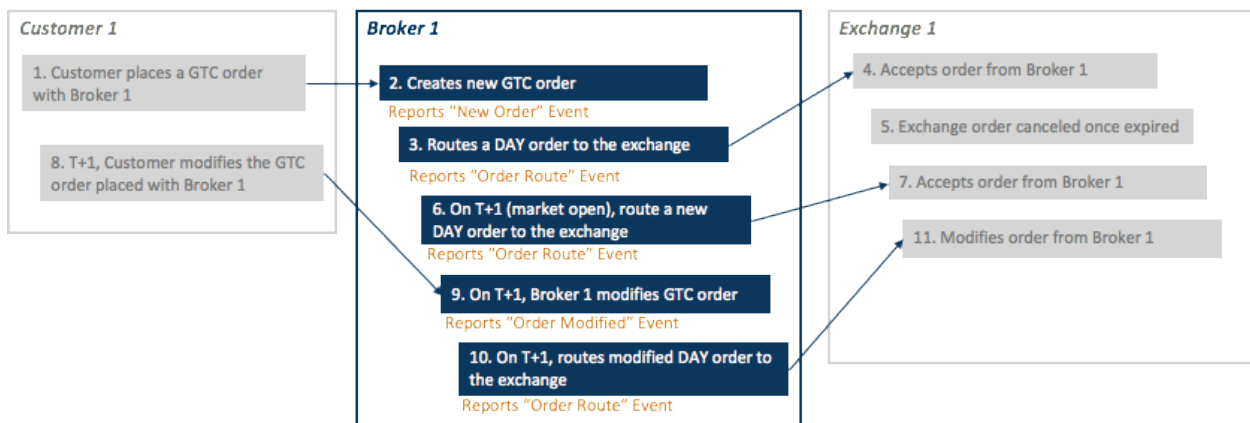 Customer 1
1. Customer places a GTC order
with Broker 1
8. T+1, Customer modifies the GTC
order placed with Broker 1
Broker 1
2. Creates new GTC order
Reports "New Order" Event
3. Routes a DAY order to the exchange
Reports "Order Route" Event
6. On T+1 (market open), route a new
DAY order to the exchange
Reports "Order Route" Event
9. On T+1, Broker 1 modifies GTC order
Reports "Order Modified" Event
10. On T+1, routes modified DAY order to
the exchange
Reports "Order Route" Event
Exchange 1
4. Accepts order from Broker 1
5. Exchange order canceled once expired
7. Accepts order from Broker 1
11. Modifies order from Broker 1